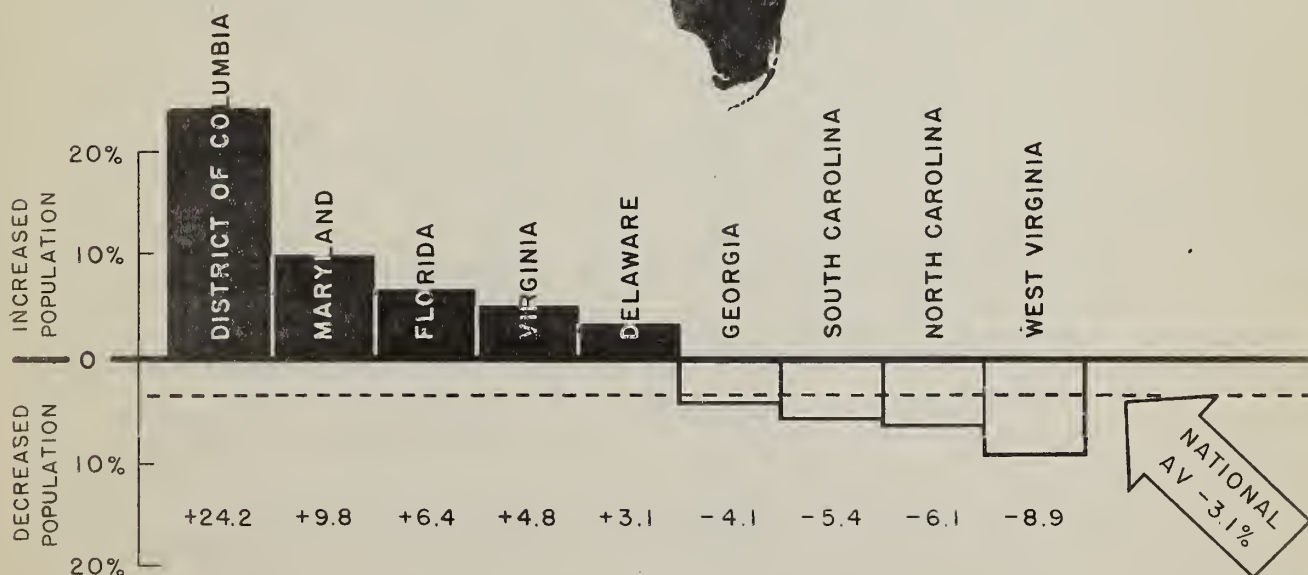 INCREASED
POPULATION
DECREASED
POPULATION
20%
10%
0
10%
20%
DISTRICT OF COLUMBIA
MARYLAND
FLORIDA
VIRGINIA
DELAWARE
GEORGIA
SOUTH CAROLINA
NORTH CAROLINA
WEST VIRGINIA
+24.2 +9.8 +6.4 +4.8 +3.1 -4.1 -5.4 -6.1 -8.9
NATIONAL
AV -3.1%